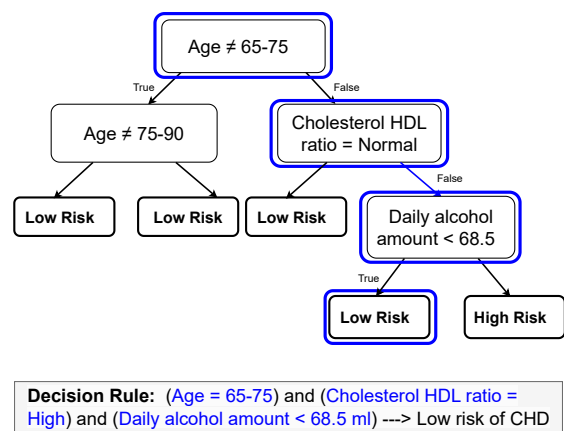 Age ≠ 65-75
True
False
Age ≠ 75-90
Cholesterol HDL
ratio = Normal
False
Low Risk
Low Risk
Low Risk
Daily alcohol
amount < 68.5
True
Low Risk
High Risk
Decision Rule: (Age = 65-75) and (Cholesterol HDL ratio =
High) and (Daily alcohol amount < 68.5 ml) ---> Low risk of CHD